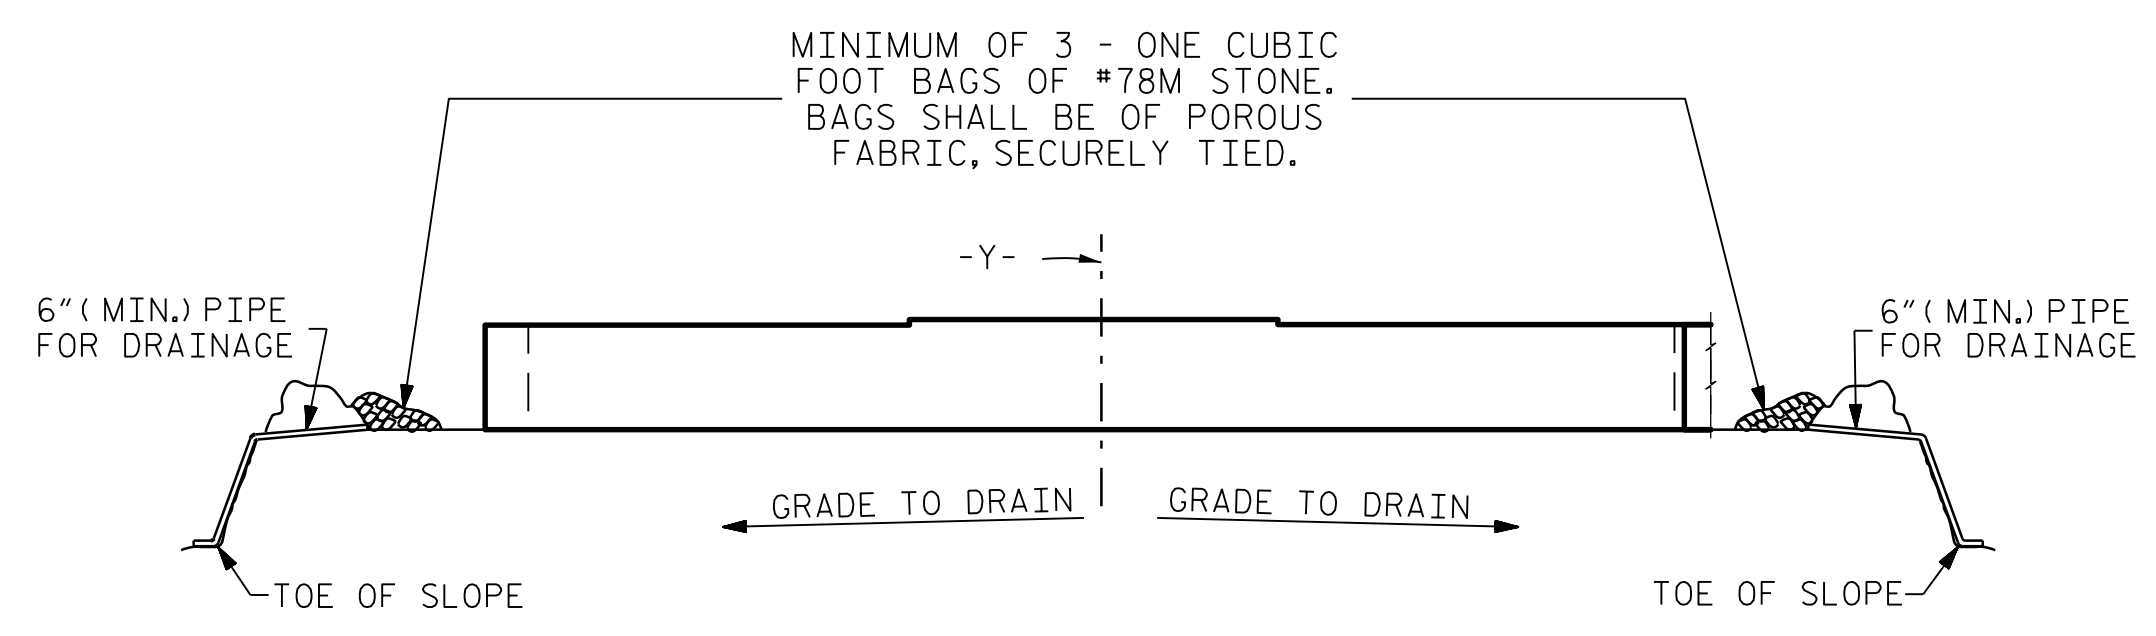 MINIMUM OF 3 - ONE CUBIC
FOOT BAGS OF #78M STONE.
BAGS SHALL BE OF POROUS
FABRIC, SECURELY TIED.
-Y-
6"(MIN.) PIPE
FOR DRAINAGE
6"(MIN.) PIPE
FOR DRAINAGE
GRADE TO DRAIN
GRADE TO DRAIN
TOE OF SLOPE
TOE OF SLOPE